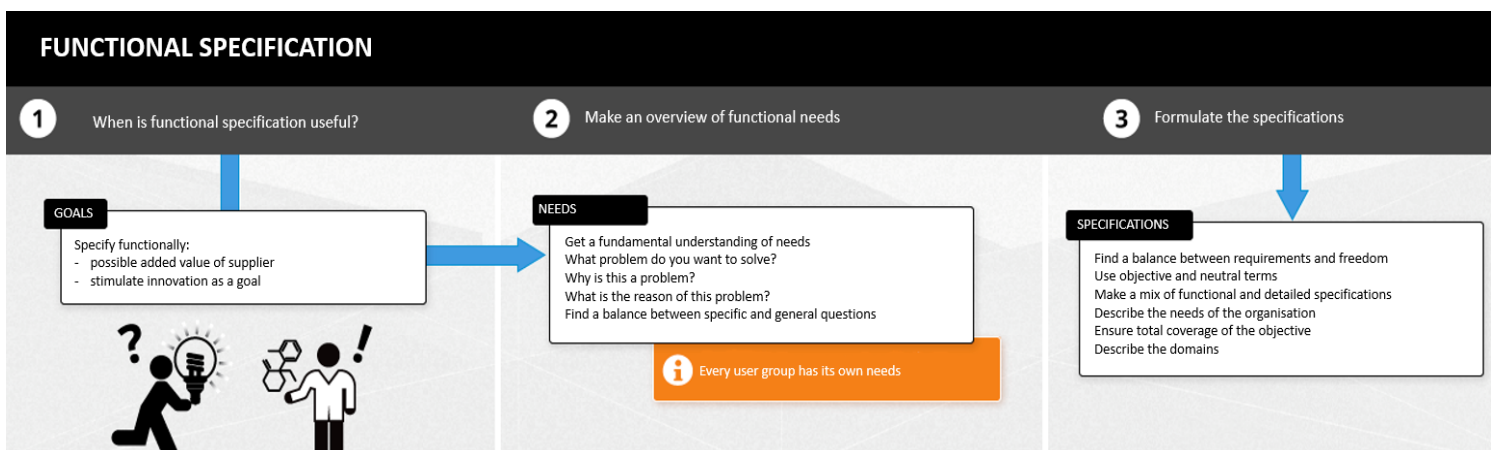 FUNCTIONAL SPECIFICATION
1 When is functional specification useful?
2 Make an overview of functional needs
3 Formulate the specifications
GOALS
Specify functionally:
- possible added value of supplier
- stimulate innovation as a goal
? !
NEEDS
Get a fundamental understanding of needs
What problem do you want to solve?
Why is this a problem?
What is the reason of this problem?
Find a balance between specific and general questions
i Every user group has its own needs
SPECIFICATIONS
Find a balance between requirements and freedom
Use objective and neutral terms
Make a mix of functional and detailed specifications
Describe the needs of the organisation
Ensure total coverage of the objective
Describe the domains